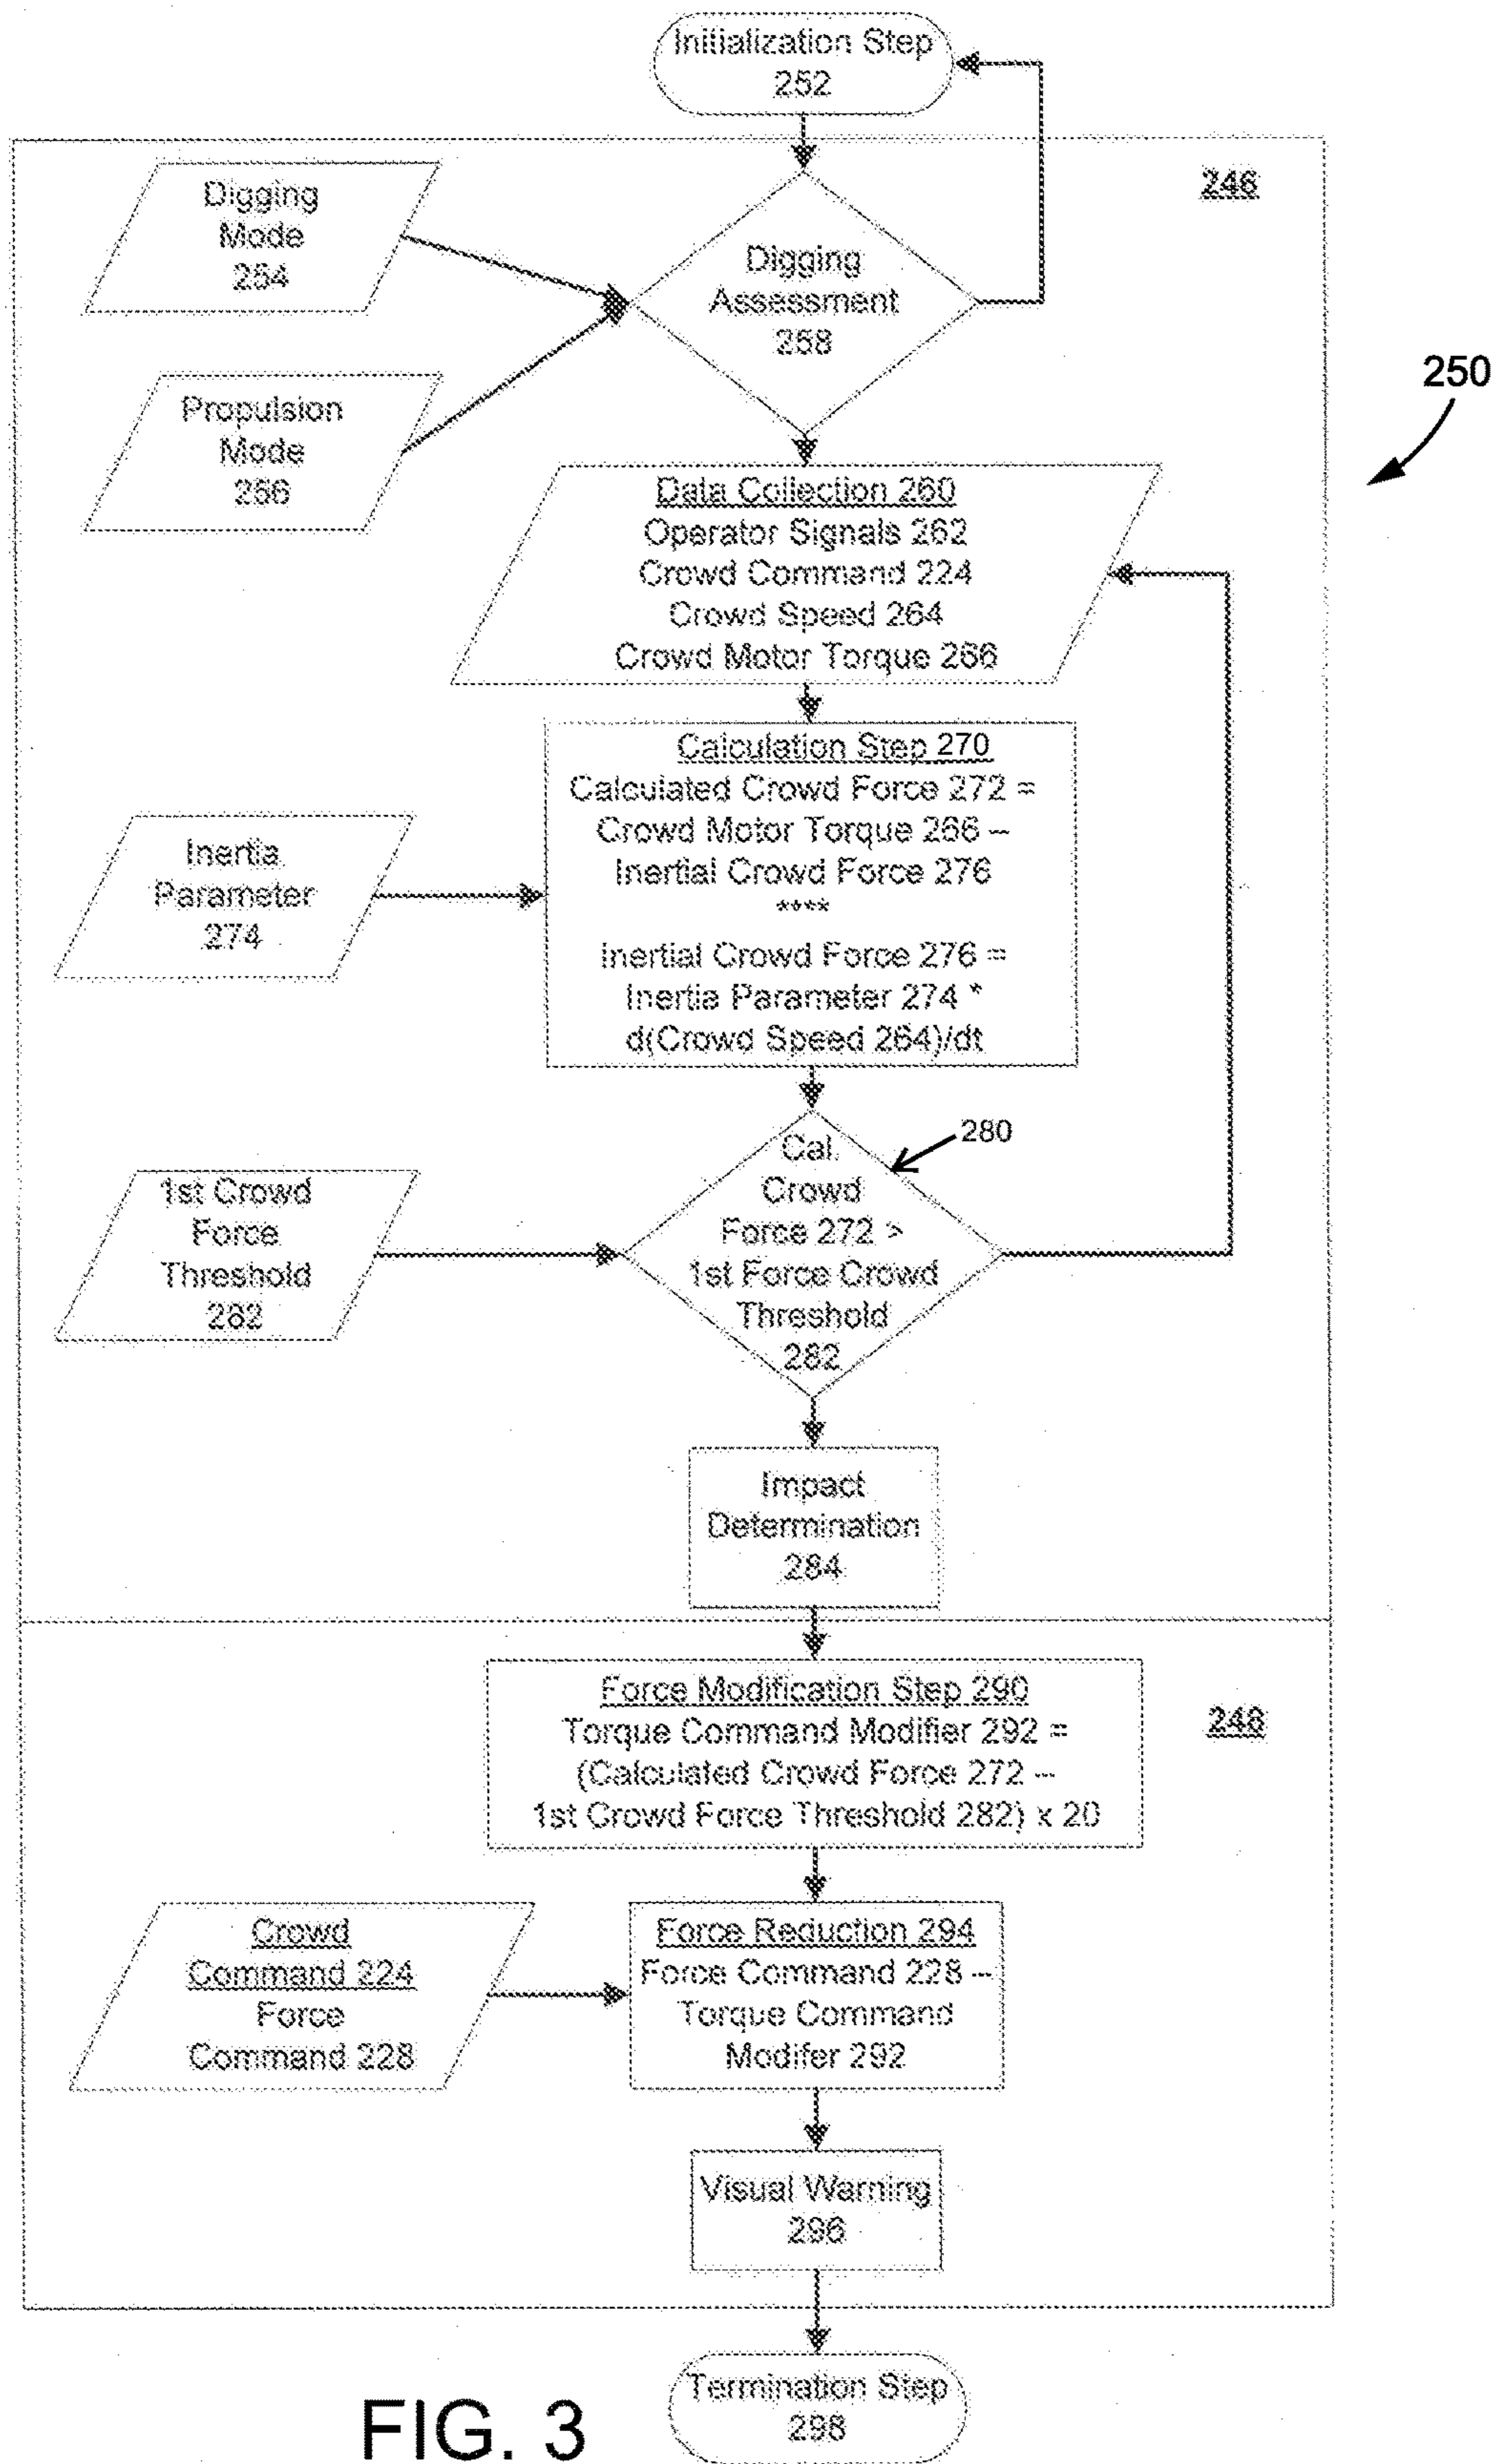 Initialization Step
252
246
Digging
Mode
254
Digging
Assessment
258
250
Propulsion
Mode
256
Data Collection 260
Operator Signals 262
Crowd Command 224
Crowd Speed 264
Crowd Motor Torque 266
Calculation Step 270
Calculated Crowd Force 272 =
Crowd Motor Torque 266 –
Inertial Crowd Force 276
****
Inertial Crowd Force 276 =
Inertia Parameter 274 *
d(Crowd Speed 264)/dt
Inertia
Parameter
274
280
Cal.
Crowd
Force 272 >
1st Force Crowd
Threshold
282
1st Crowd
Force
Threshold
282
Impact
Determination
284
Force Modification Step 290
Torque Command Modifier 292 =
(Calculated Crowd Force 272 –
1st Crowd Force Threshold 282) x 20
248
Crowd
Command 224
Force
Command 228
Force Reduction 294
Force Command 228 –
Torque Command
Modifer 292
Visual Warning
296
Termination Step
298
FIG. 3